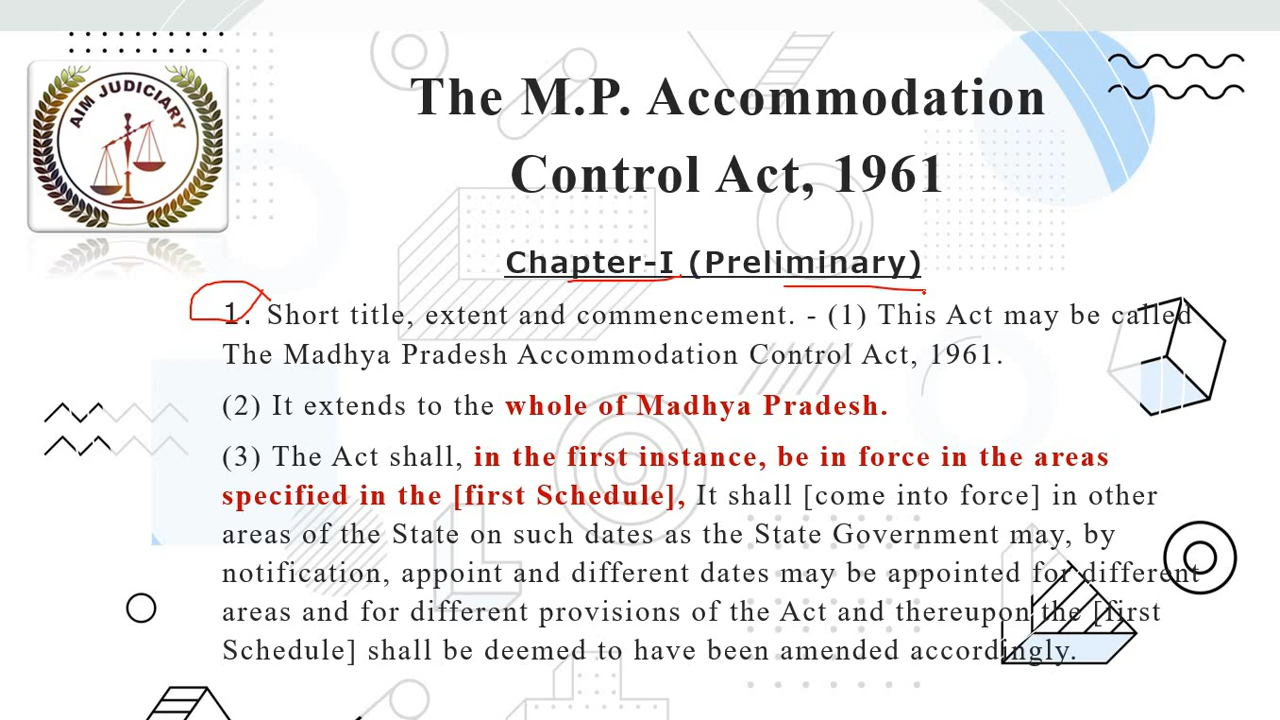 AIM JUDICIARY
The M.P. Accommodation
Control Act, 1961
Chapter-I (Preliminary)
1. Short title, extent and commencement. - (1) This Act may be called
The Madhya Pradesh Accommodation Control Act, 1961.
(2) It extends to the whole of Madhya Pradesh.
(3) The Act shall, in the first instance, be in force in the areas
specified in the [first Schedule], It shall [come into force] in other
areas of the State on such dates as the State Government may, by
notification, appoint and different dates may be appointed for different
areas and for different provisions of the Act and thereupon the [first
Schedule] shall be deemed to have been amended accordingly.